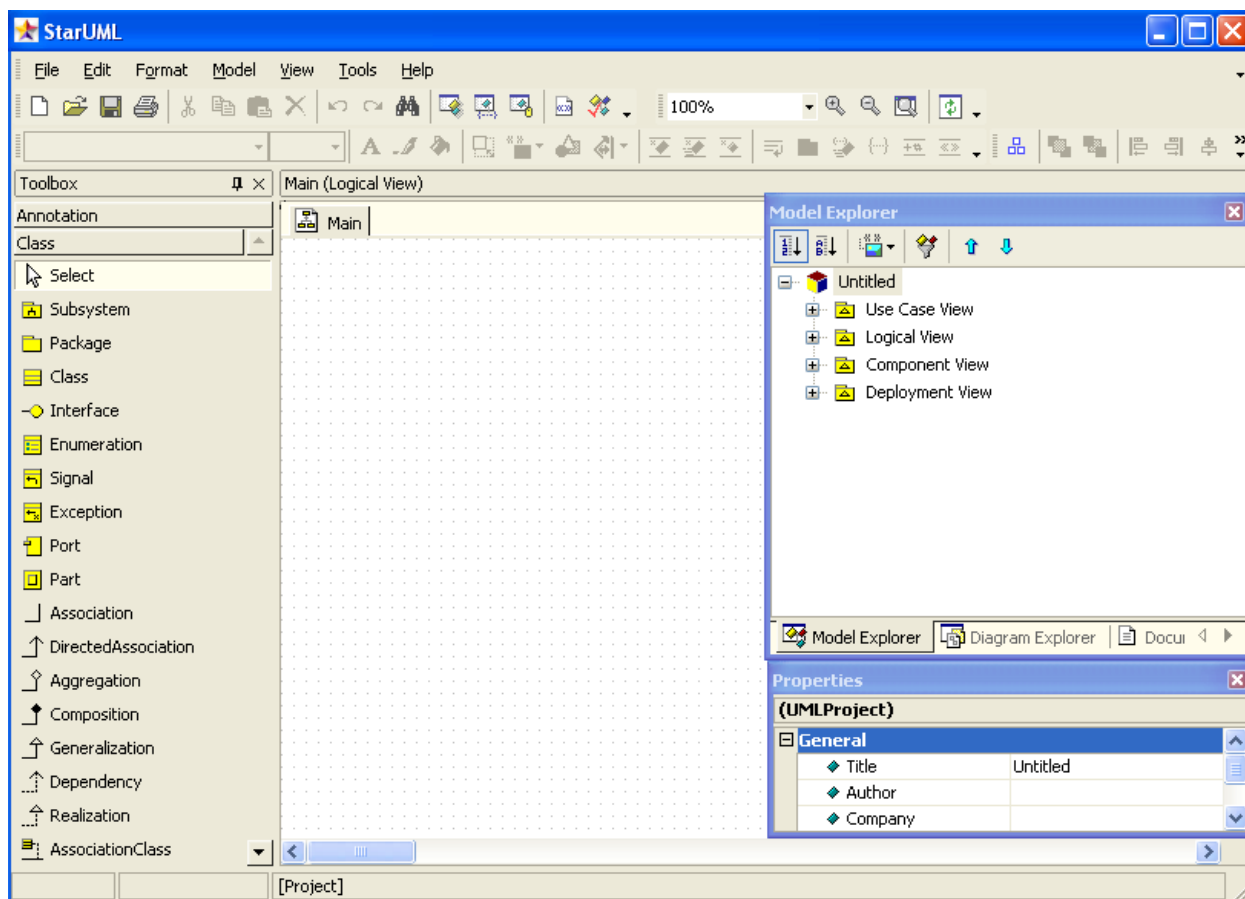 StarUML
File Edit Format Model View Tools Help
100%
Toolbox
Main (Logical View)
Annotation
Class
Select
Subsystem
Package
Class
Interface
Enumeration
Signal
Exception
Port
Part
Association
DirectedAssociation
Aggregation
Composition
Generalization
Dependency
Realization
AssociationClass
Main
Model Explorer
Untitled
Use Case View
Logical View
Component View
Deployment View
Model Explorer Diagram Explorer Docu
Properties
(UMLProject)
General
Title Untitled
Author
Company
[Project]